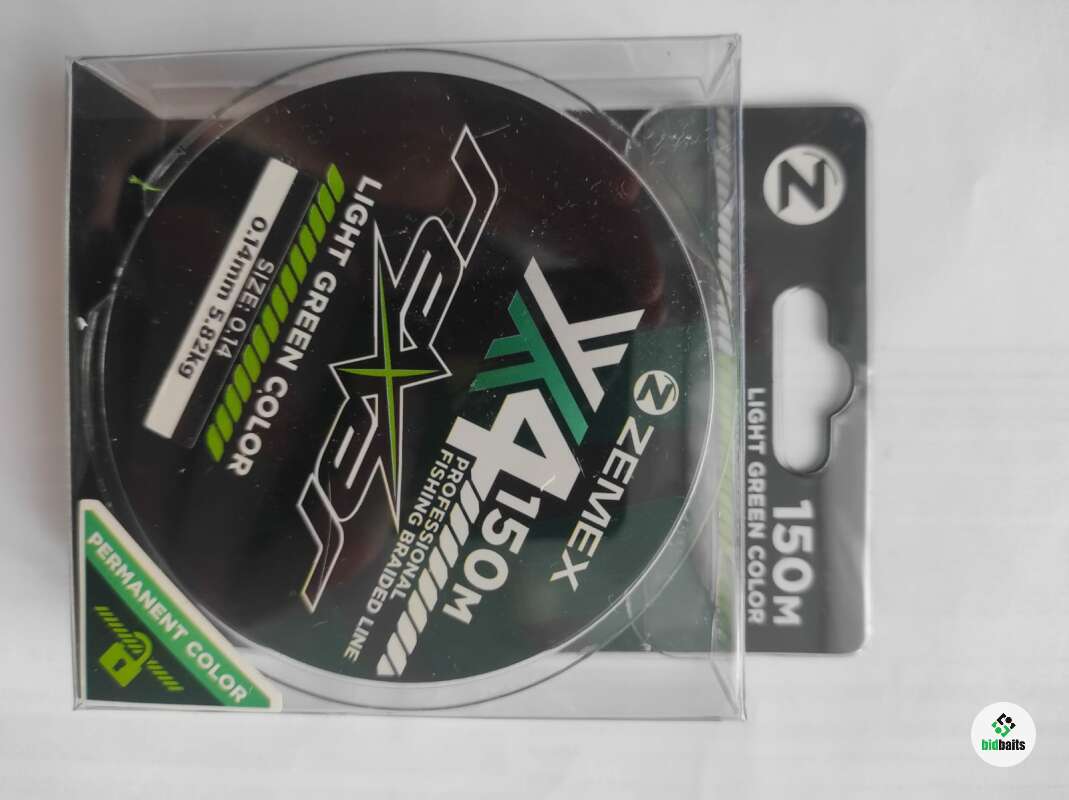 Z
150M
LIGHT GREEN COLOR
Z ZEMEX
X4 150M
PROFESSIONAL
FISHING BRAIDED LINE
rexar
LIGHT GREEN COLOR
SIZE: 0.14
0.14mm 5.82kg
PERMANENT COLOR
bidbaits